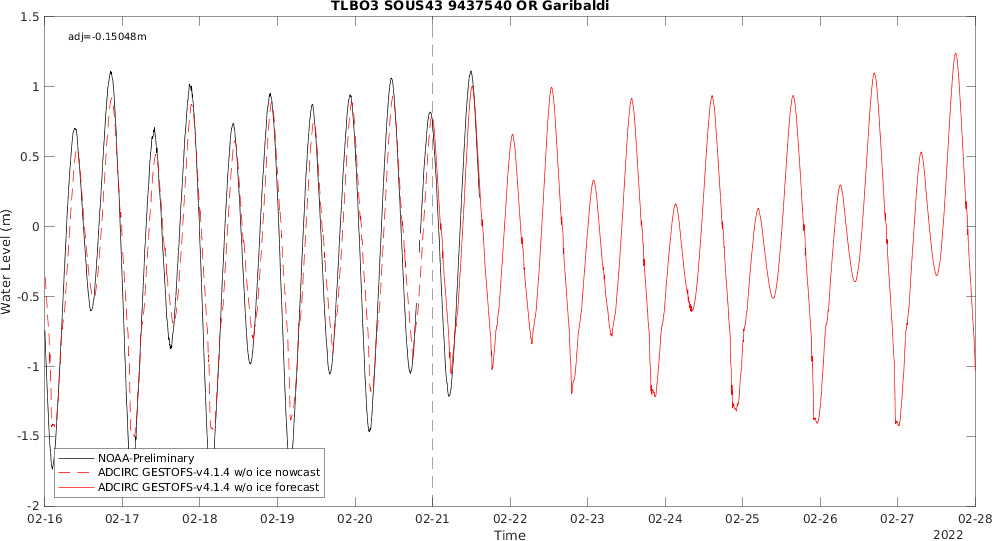 TLBO3 SOUS43 9437540 OR Garibaldi
adj=-0.15048m
1.5
1
0.5
0
-0.5
-1
-1.5
-2
Water Level (m)
NOAA-Preliminary
ADCIRC GESTOFS-v4.1.4 w/o ice nowcast
ADCIRC GESTOFS-v4.1.4 w/o ice forecast
02-16 02-17 02-18 02-19 02-20 02-21 02-22 02-23 02-24 02-25 02-26 02-27 02-28
Time
2022